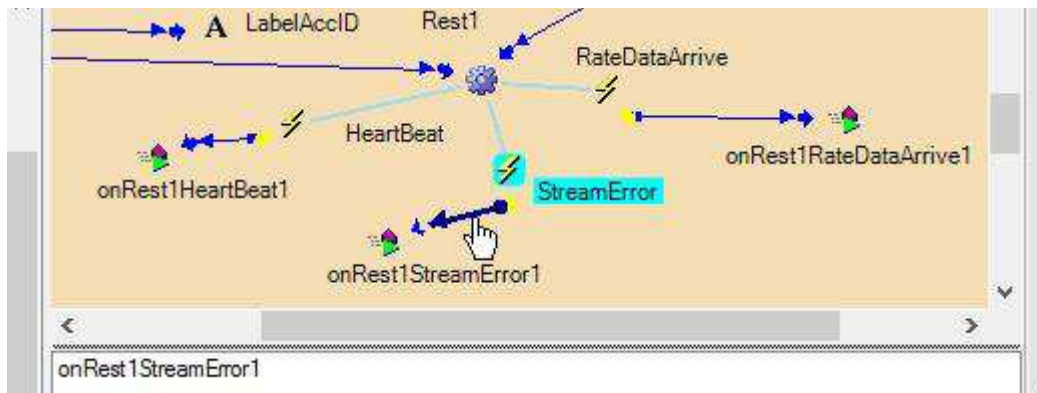 A LabelAccID
Rest1
RateDataArrive
HeartBeat
onRest1RateDataArrive1
onRest1HeartBeat1
StreamError
onRest1StreamError1
onRest1StreamError1